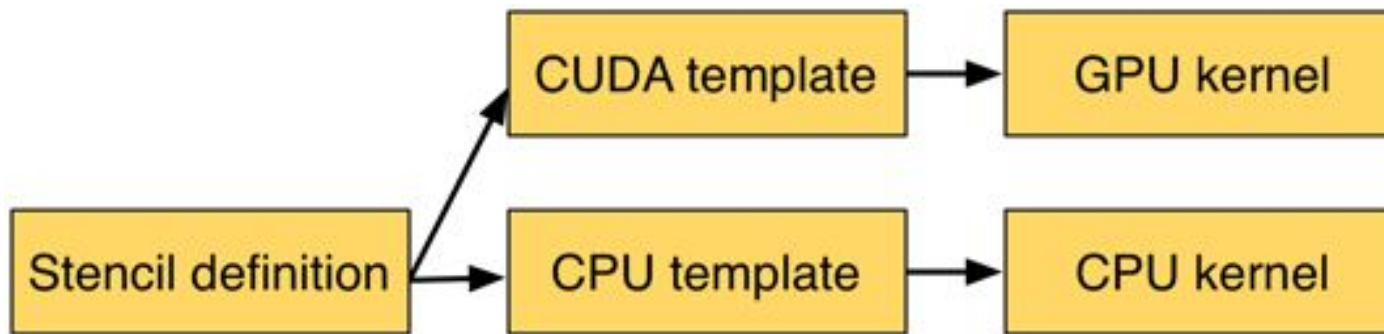 CUDA template
GPU kernel
Stencil definition
CPU template
CPU kernel